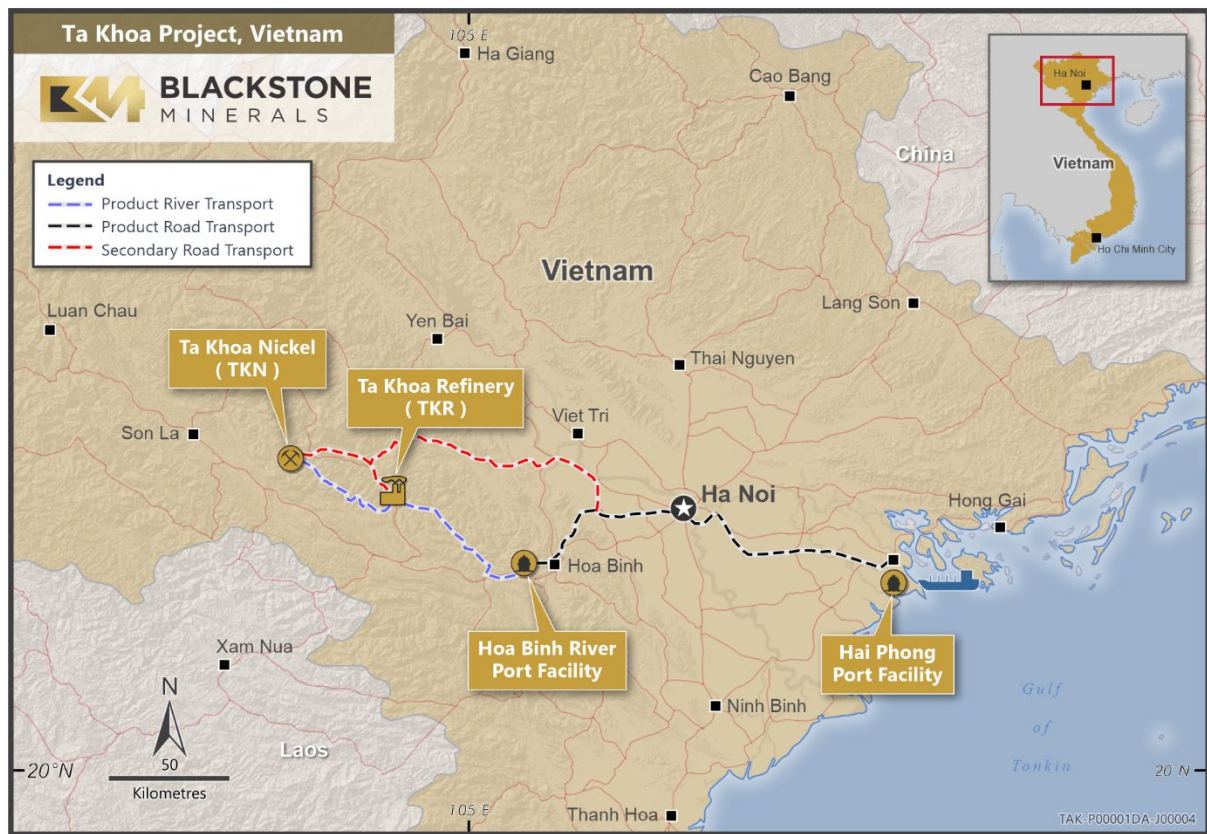 Ta Khoa Project, Vietnam
BLACKSTONE
MINERALS
Legend
Product River Transport
Product Road Transport
Secondary Road Transport
105°E
Ha Giang
Cao Bang
China
Ha Noi
Vietnam
Ho Chi Minh City
Vietnam
Luan Chau
Yen Bai
Lang Son
Thai Nguyen
Ta Khoa Nickel
( TKN )
Ta Khoa Refinery
( TKR )
Viet Tri
Son La
Ha Noi
Hong Gai
Hoa Binh
Hoa Binh River
Port Facility
Hai Phong
Port Facility
Xam Nua
N
Laos
50
Kilometres
Ninh Binh
Gulf
of
Tonkin
20°N
20°N
105°E
Thanh Hoa
TAK-P00001DA-J00004